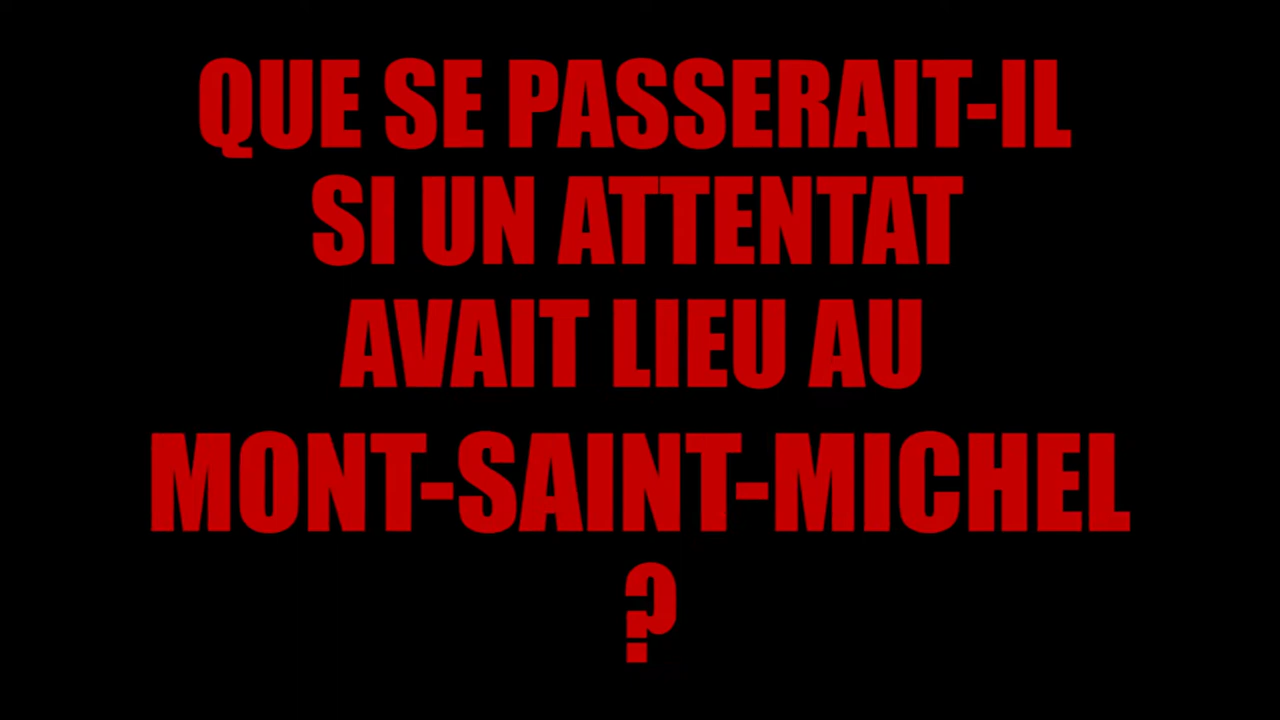 QUE SE PASSERAIT-IL
SI UN ATTENTAT
AVAIT LIEU AU
MONT-SAINT-MICHEL
?